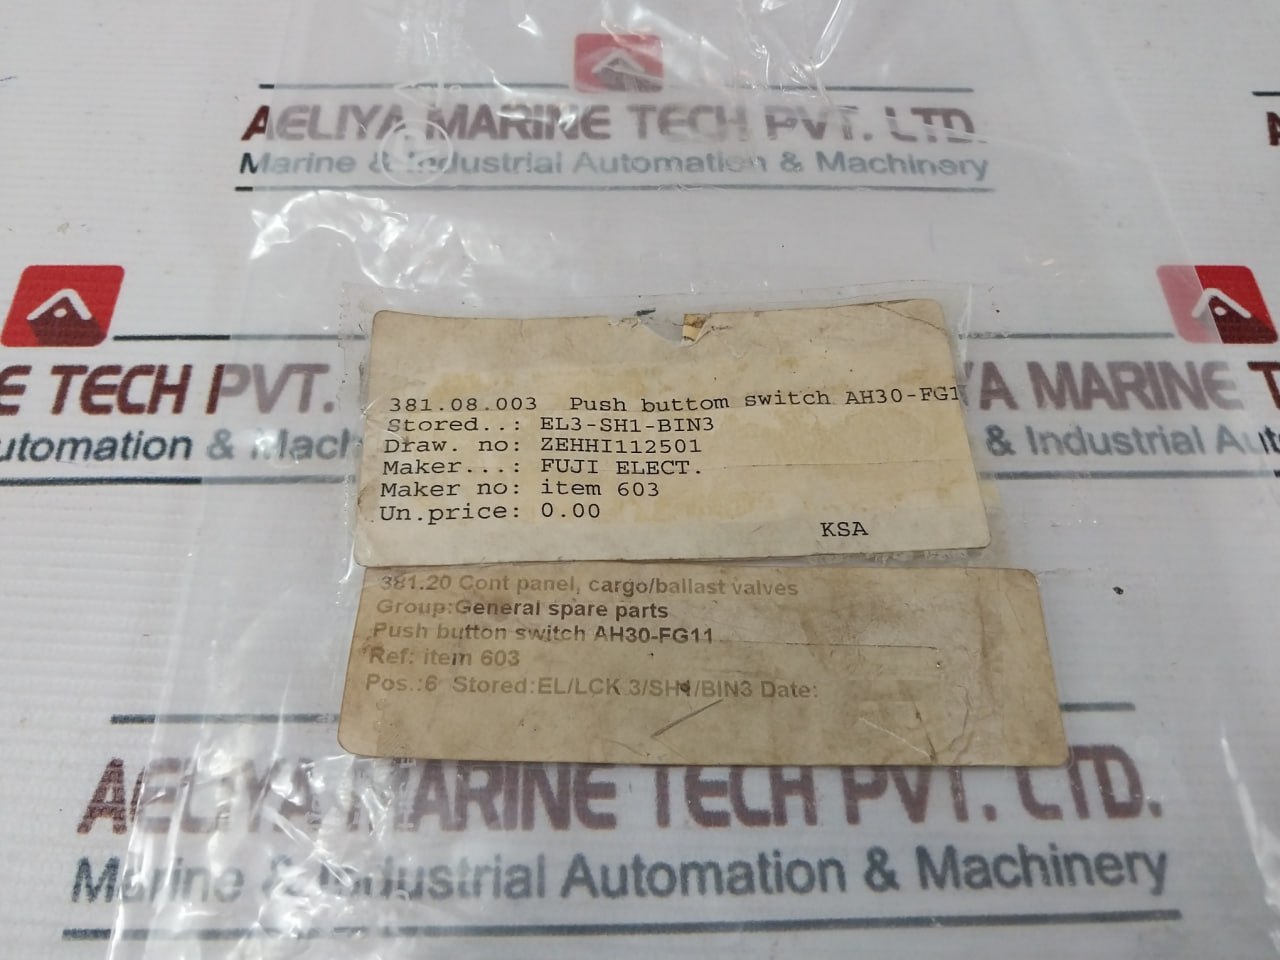 AELIYA MARINE TECH PVT. LTD.
Marine & Industrial Automation & Machinery
E TECH PVT.
utomation & Mach
YA MARINE T
& Industrial Aut
381.08.003 Push buttom switch AH30-FG1
Stored..: EL3-SH1-BIN3
Draw. no: ZEHHI112501
Maker...: FUJI ELECT.
Maker no: item 603
Un.price: 0.00
KSA
381.20 Cont panel, cargo/ballast valves
Group:General spare parts
Push button switch AH30-FG11
Ref: item 603
Pos.:6 Stored:EL/LCK 3/SH1/BIN3 Date:
AELIYA MARINE TECH PVT. LTD.
Marine & Industrial Automation & Machinery